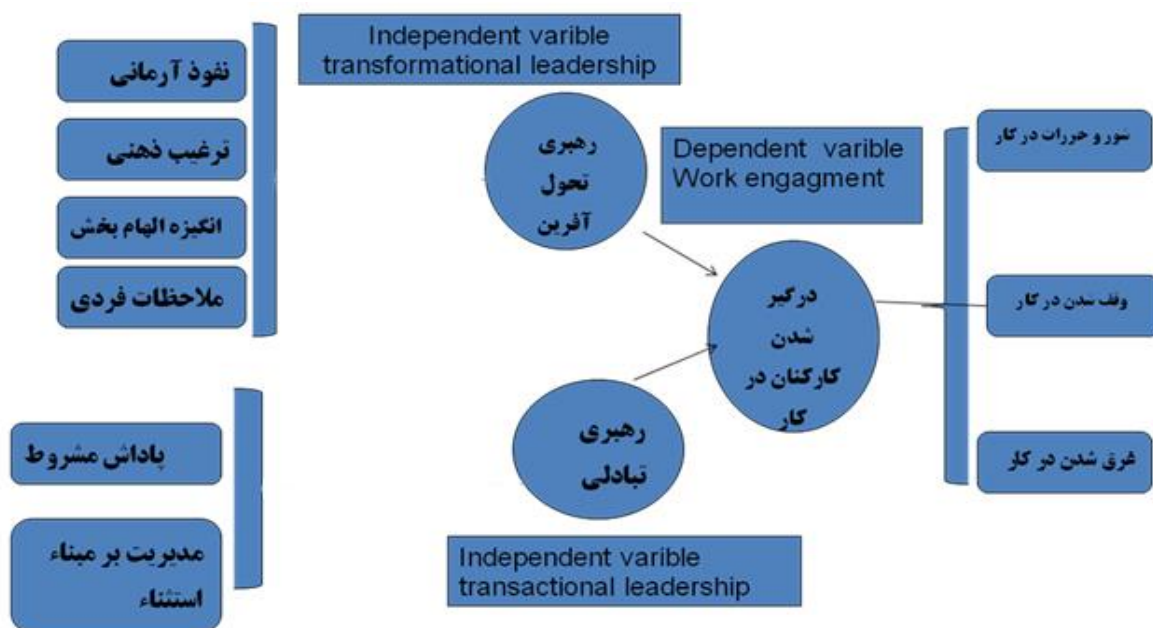 Independent varible
transformational leadership
نفوذ آرمانی
ترغیب ذهنی
انگیزه الهام بخش
ملاحظات فردی
رهبری
تحول
آفرین
Dependent varible
Work engagment
شور و حررات در کار
درگیر
شدن
کارکنان در
کار
وقف شدن در کار
غرق شدن در کار
رهبری
تبادلی
پاداش مشروط
مدیریت بر مبناء
استثناء
Independent varible
transactional leadership